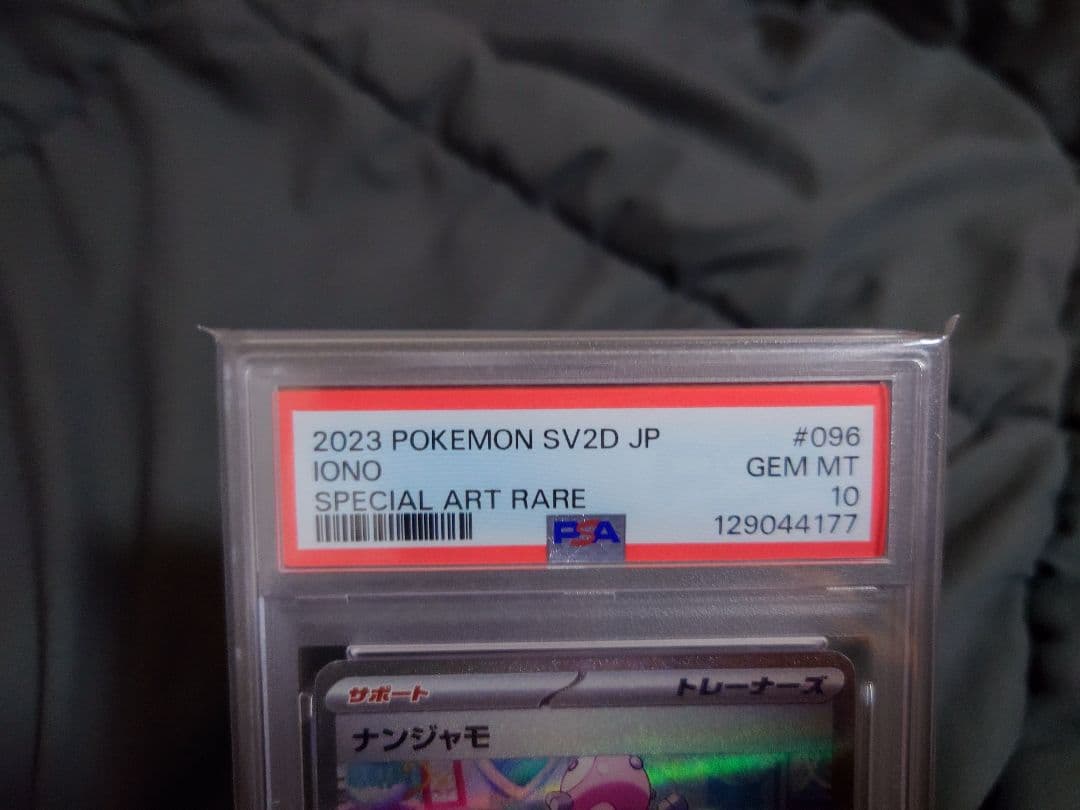 2023 POKEMON SV2D JP #096
IONO GEM MT
SPECIAL ART RARE 10
PSA 129044177
サポート トレーナーズ
ナンジャモ